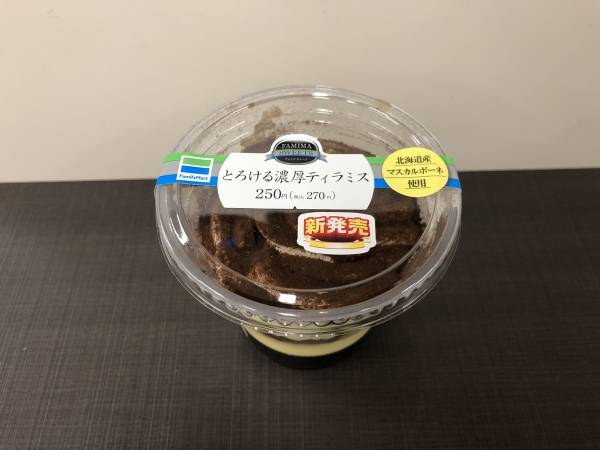 FAMIMA
SWEETS
FamilyMart
とろける濃厚ティラミス
250円(税込270円)
北海道産
マスカルポーネ
使用
新発売